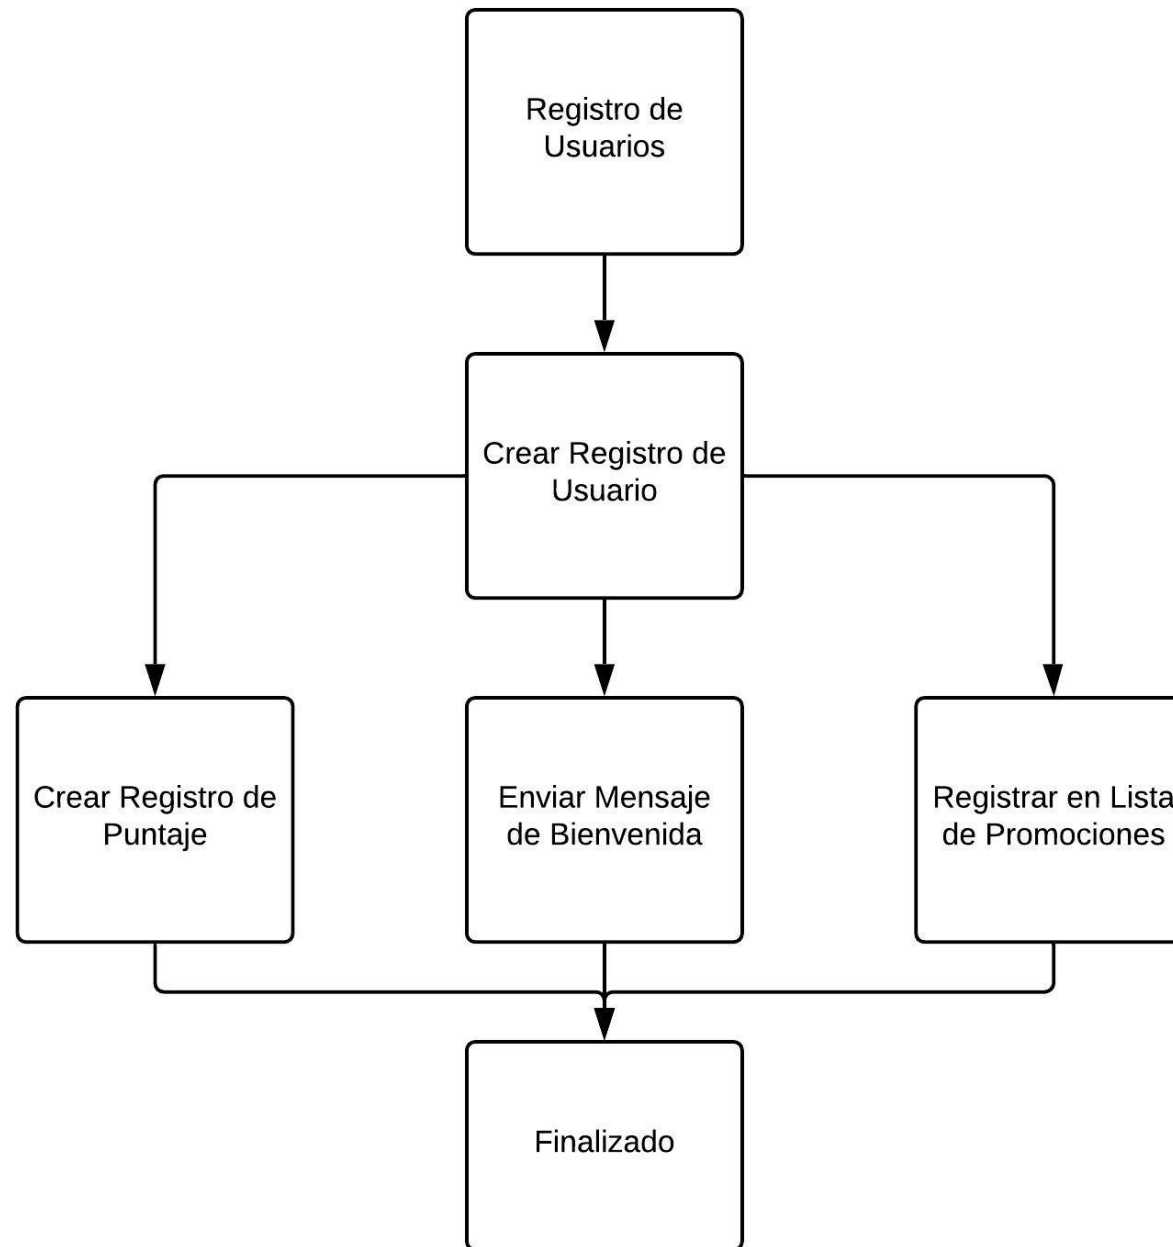 Registro de
Usuarios
Crear Registro de
Usuario
Crear Registro de
Puntaje
Enviar Mensaje
de Bienvenida
Registrar en Lista
de Promociones
Finalizado